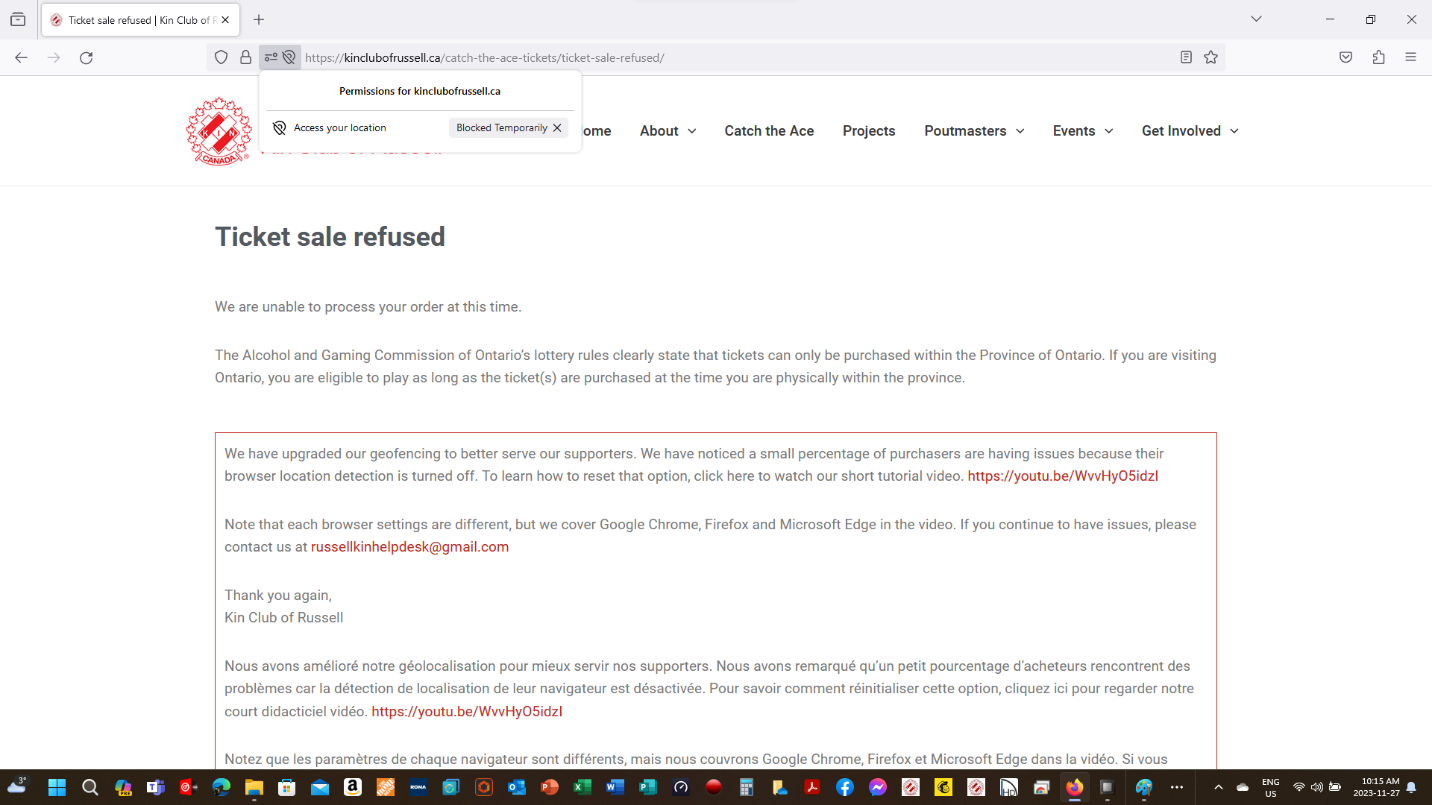 Ticket sale refused | Kin Club of R
https://kinclubofrussell.ca/catch-the-ace-tickets/ticket-sale-refused/
Permissions for kinclubofrussell.ca
Access your location
Blocked Temporarily
KIN
CANADA
ome
About
Catch the Ace
Projects
Poutmasters
Events
Get Involved
Ticket sale refused
We are unable to process your order at this time.
The Alcohol and Gaming Commission of Ontario's lottery rules clearly state that tickets can only be purchased within the Province of Ontario. If you are visiting
Ontario, you are eligible to play as long as the ticket(s) are purchased at the time you are physically within the province.
We have upgraded our geofencing to better serve our supporters. We have noticed a small percentage of purchasers are having issues because their
browser location detection is turned off. To learn how to reset that option, click here to watch our short tutorial video. https://youtu.be/WvvHyO5idzI
Note that each browser settings are different, but we cover Google Chrome, Firefox and Microsoft Edge in the video. If you continue to have issues, please
contact us at russellkinhelpdesk@gmail.com
Thank you again,
Kin Club of Russell
Nous avons amélioré notre géolocalisation pour mieux servir nos supporters. Nous avons remarqué qu'un petit pourcentage d'acheteurs rencontrent des
problèmes car la détection de localisation de leur navigateur est désactivée. Pour savoir comment réinitialiser cette option, cliquez ici pour regarder notre
court didacticiel vidéo. https://youtu.be/WvvHyO5idzI
Notez que les paramètres de chaque navigateur sont différents, mais nous couvrons Google Chrome, Firefox et Microsoft Edge dans la vidéo. Si vous
3°
RONA
ENG
US
10:15 AM
2023-11-27